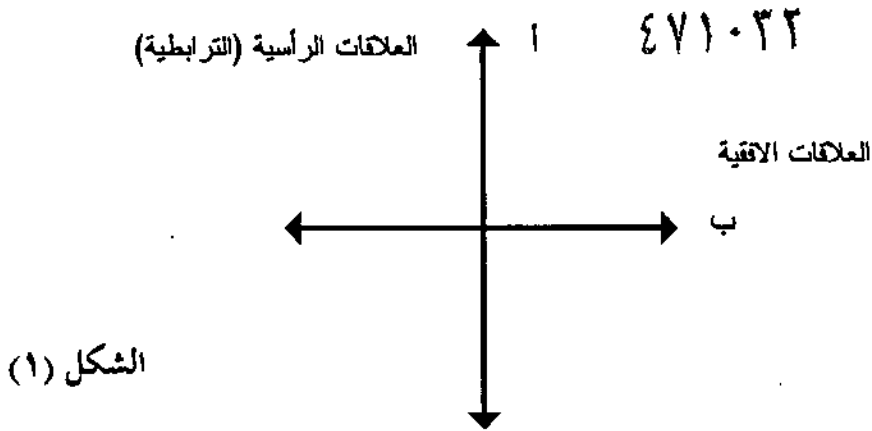 ٤٧١٠٣٢
أ
العلاقات الرأسية (الترابطية)
العلاقات الافقية
ب
الشكل (١)